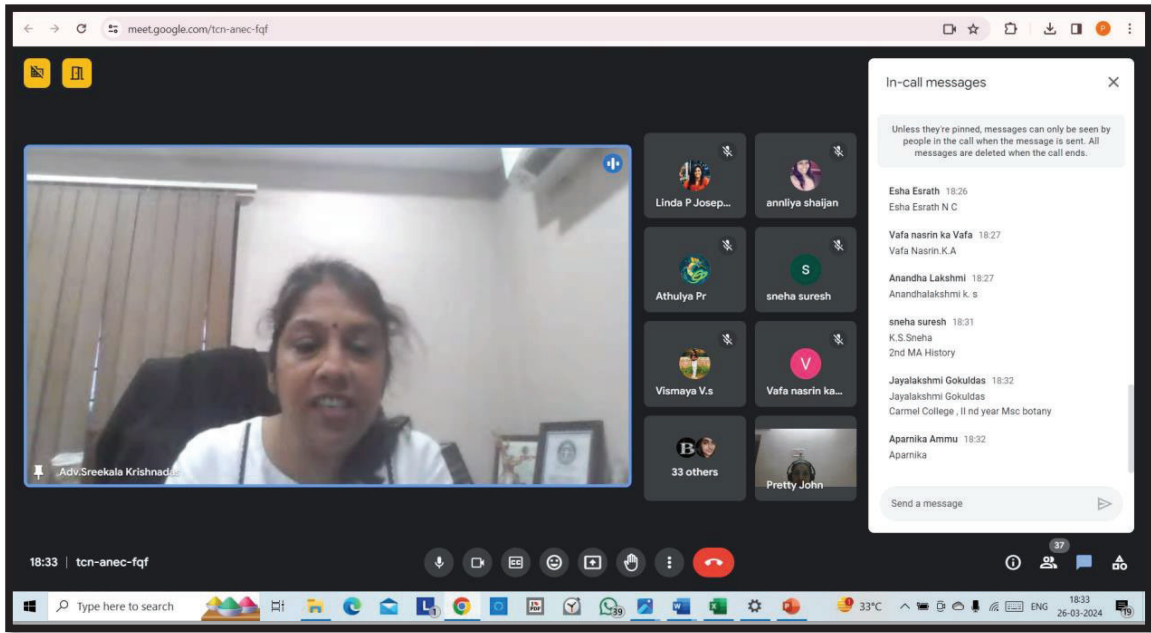 meet.google.com/tcn-anec-fqf
P
In-call messages
Unless they're pinned, messages can only be seen by
people in the call when the message is sent. All
messages are deleted when the call ends.
Esha Esrath 18:26
Esha Esrath N C
Vafa nasrin ka Vafa 18:27
Vafa Nasrin.K.A
Anandha Lakshmi 18:27
Anandhalakshmi k. s
sneha suresh 18:31
K.S.Sneha
2nd MA History
Jayalakshmi Gokuldas 18:32
Jayalakshmi Gokuldas
Carmel College , II nd year Msc botany
Aparnika Ammu 18:32
Aparnika
Send a message
Linda P Josep...
annliya shaijan
Athulya Pr
S
sneha suresh
Vismaya V.s
V
Vafa nasrin ka...
B
33 others
Pretty John
Adv.Sreekala Krishnadas
18:33 | tcn-anec-fqf
CC
37
Type here to search
39
33°C
ENG
18:33
26-03-2024
19